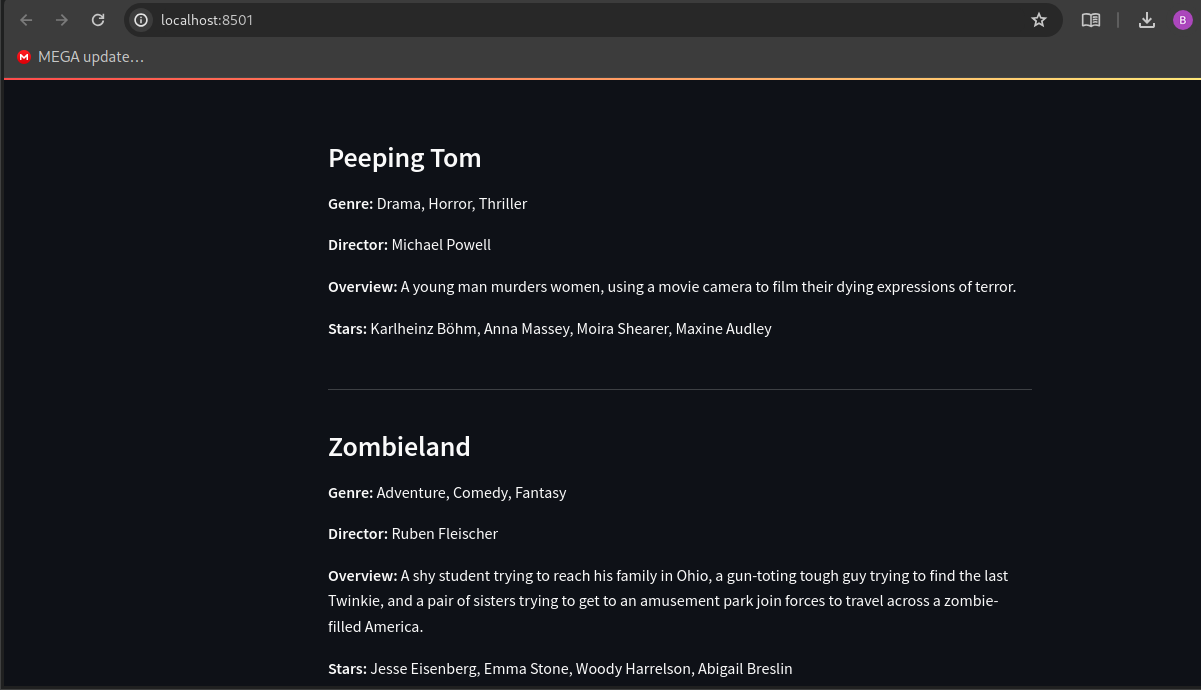 localhost:8501
B
M MEGA update…
Peeping Tom
Genre: Drama, Horror, Thriller
Director: Michael Powell
Overview: A young man murders women, using a movie camera to film their dying expressions of terror.
Stars: Karlheinz Böhm, Anna Massey, Moira Shearer, Maxine Audley
Zombieland
Genre: Adventure, Comedy, Fantasy
Director: Ruben Fleischer
Overview: A shy student trying to reach his family in Ohio, a gun-toting tough guy trying to find the last
Twinkie, and a pair of sisters trying to get to an amusement park join forces to travel across a zombie-
filled America.
Stars: Jesse Eisenberg, Emma Stone, Woody Harrelson, Abigail Breslin